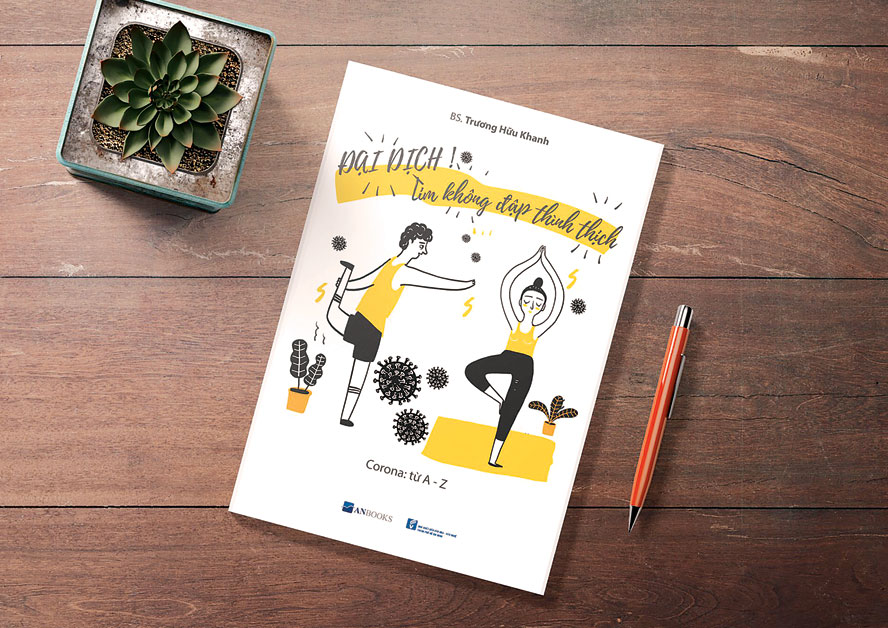 BS. Trương Hữu Khanh
ĐẠI DỊCH !
Tim không đập thình thịch
Corona: từ A - Z
ANBOOKS